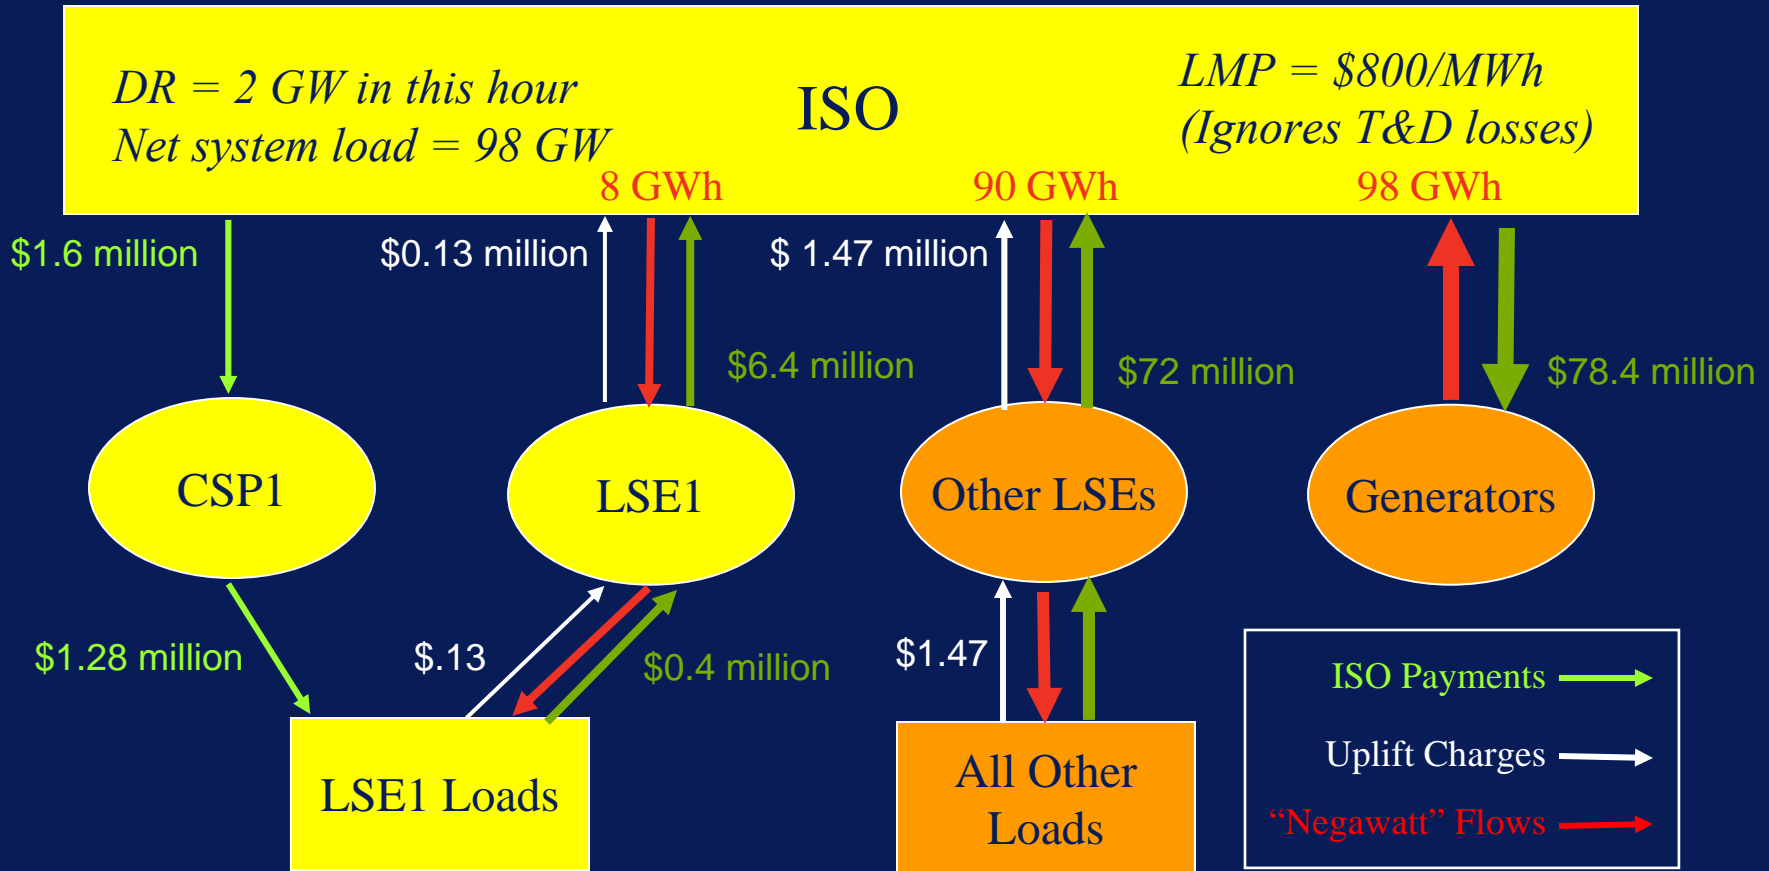 DR = 2 GW in this hour
Net system load = 98 GW
ISO
LMP = $800/MWh
(Ignores T&D losses)
8 GWh
90 GWh
98 GWh
$1.6 million
$0.13 million
$ 1.47 million
$6.4 million
$72 million
$78.4 million
CSP1
LSE1
Other LSEs
Generators
$1.28 million
$.13
$0.4 million
$1.47
LSE1 Loads
All Other
Loads
ISO Payments
Uplift Charges
“Negawatt” Flows